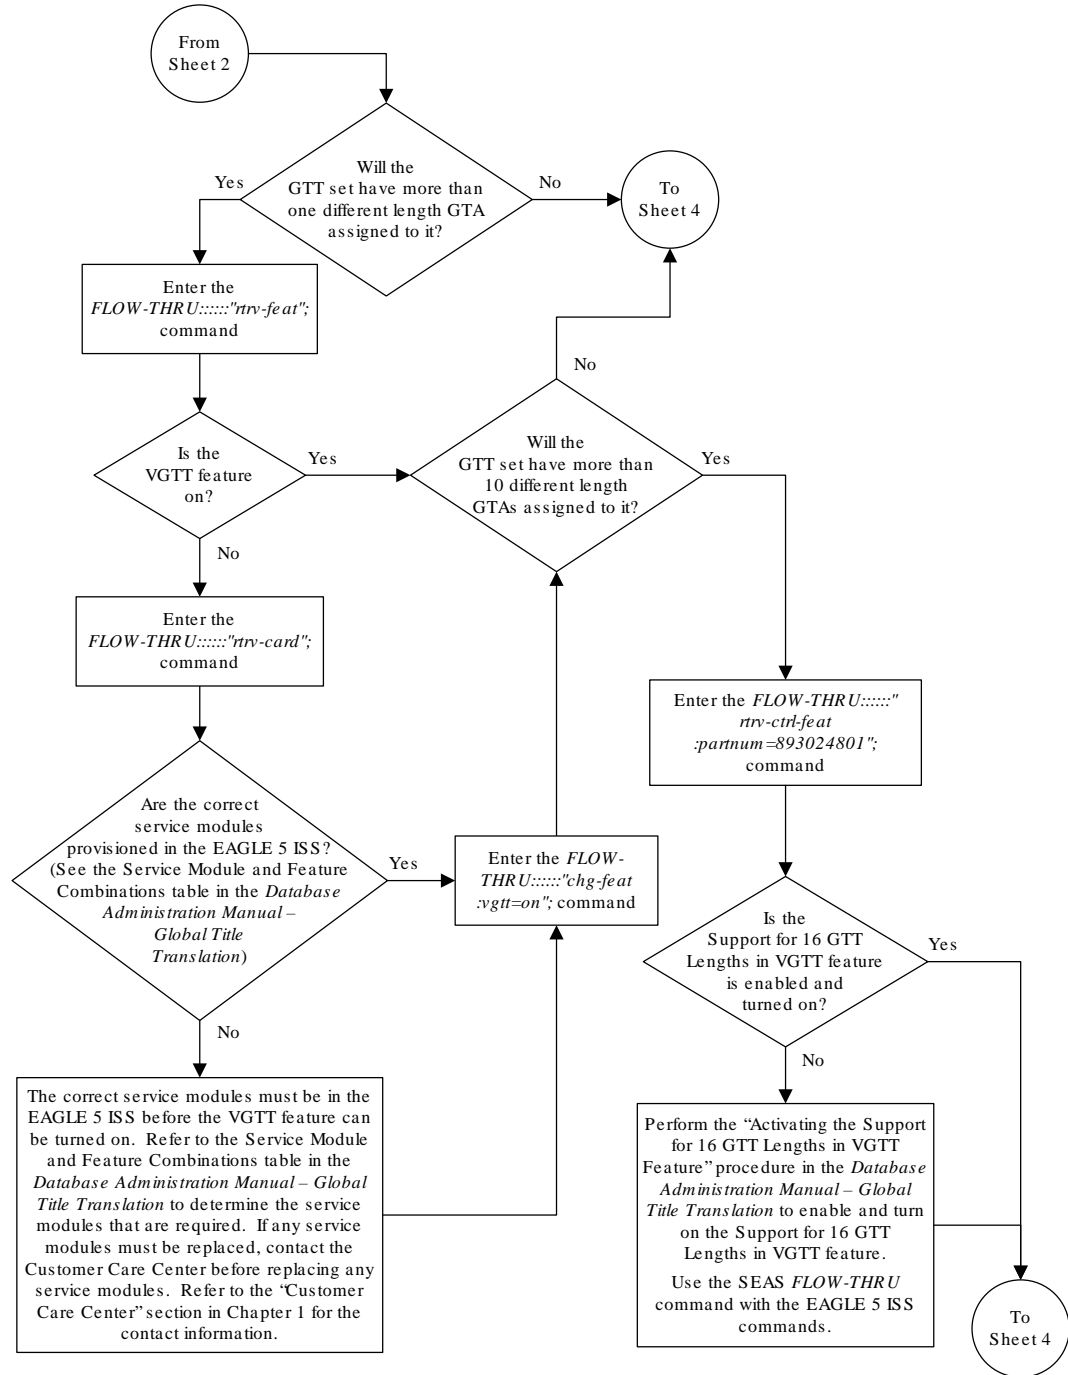 From
Sheet 2
Will the
GTT set have more than
one different length GTA
assigned to it?
Yes
No
To
Sheet 4
Enter the
FLOW-THRU::::::"rtrv-feat";
command
Is the
VGTT feature
on?
Yes
No
Will the
GTT set have more than
10 different length
GTAs assigned to it?
No
Yes
Enter the
FLOW-THRU::::::"rtrv-card";
command
Enter the FLOW-THRU::::::"
rtrv-ctrl-feat
:partnum=893024801";
command
Are the correct
service modules
provisioned in the EAGLE 5 ISS?
(See the Service Module and Feature
Combinations table in the Database
Administration Manual –
Global Title
Translation)
Yes
No
Enter the FLOW-
THRU::::::"chg-feat
:vgtt=on"; command
Is the
Support for 16 GTT
Lengths in VGTT feature
is enabled and
turned on?
Yes
No
The correct service modules must be in the
EAGLE 5 ISS before the VGTT feature can
be turned on. Refer to the Service Module
and Feature Combinations table in the
Database Administration Manual – Global
Title Translation to determine the service
modules that are required. If any service
modules must be replaced, contact the
Customer Care Center before replacing any
service modules. Refer to the “Customer
Care Center” section in Chapter 1 for the
contact information.
Perform the “Activating the Support
for 16 GTT Lengths in VGTT
Feature” procedure in the Database
Administration Manual – Global
Title Translation to enable and turn
on the Support for 16 GTT
Lengths in VGTT feature.
Use the SEAS FLOW-THRU
command with the EAGLE 5 ISS
commands.
To
Sheet 4